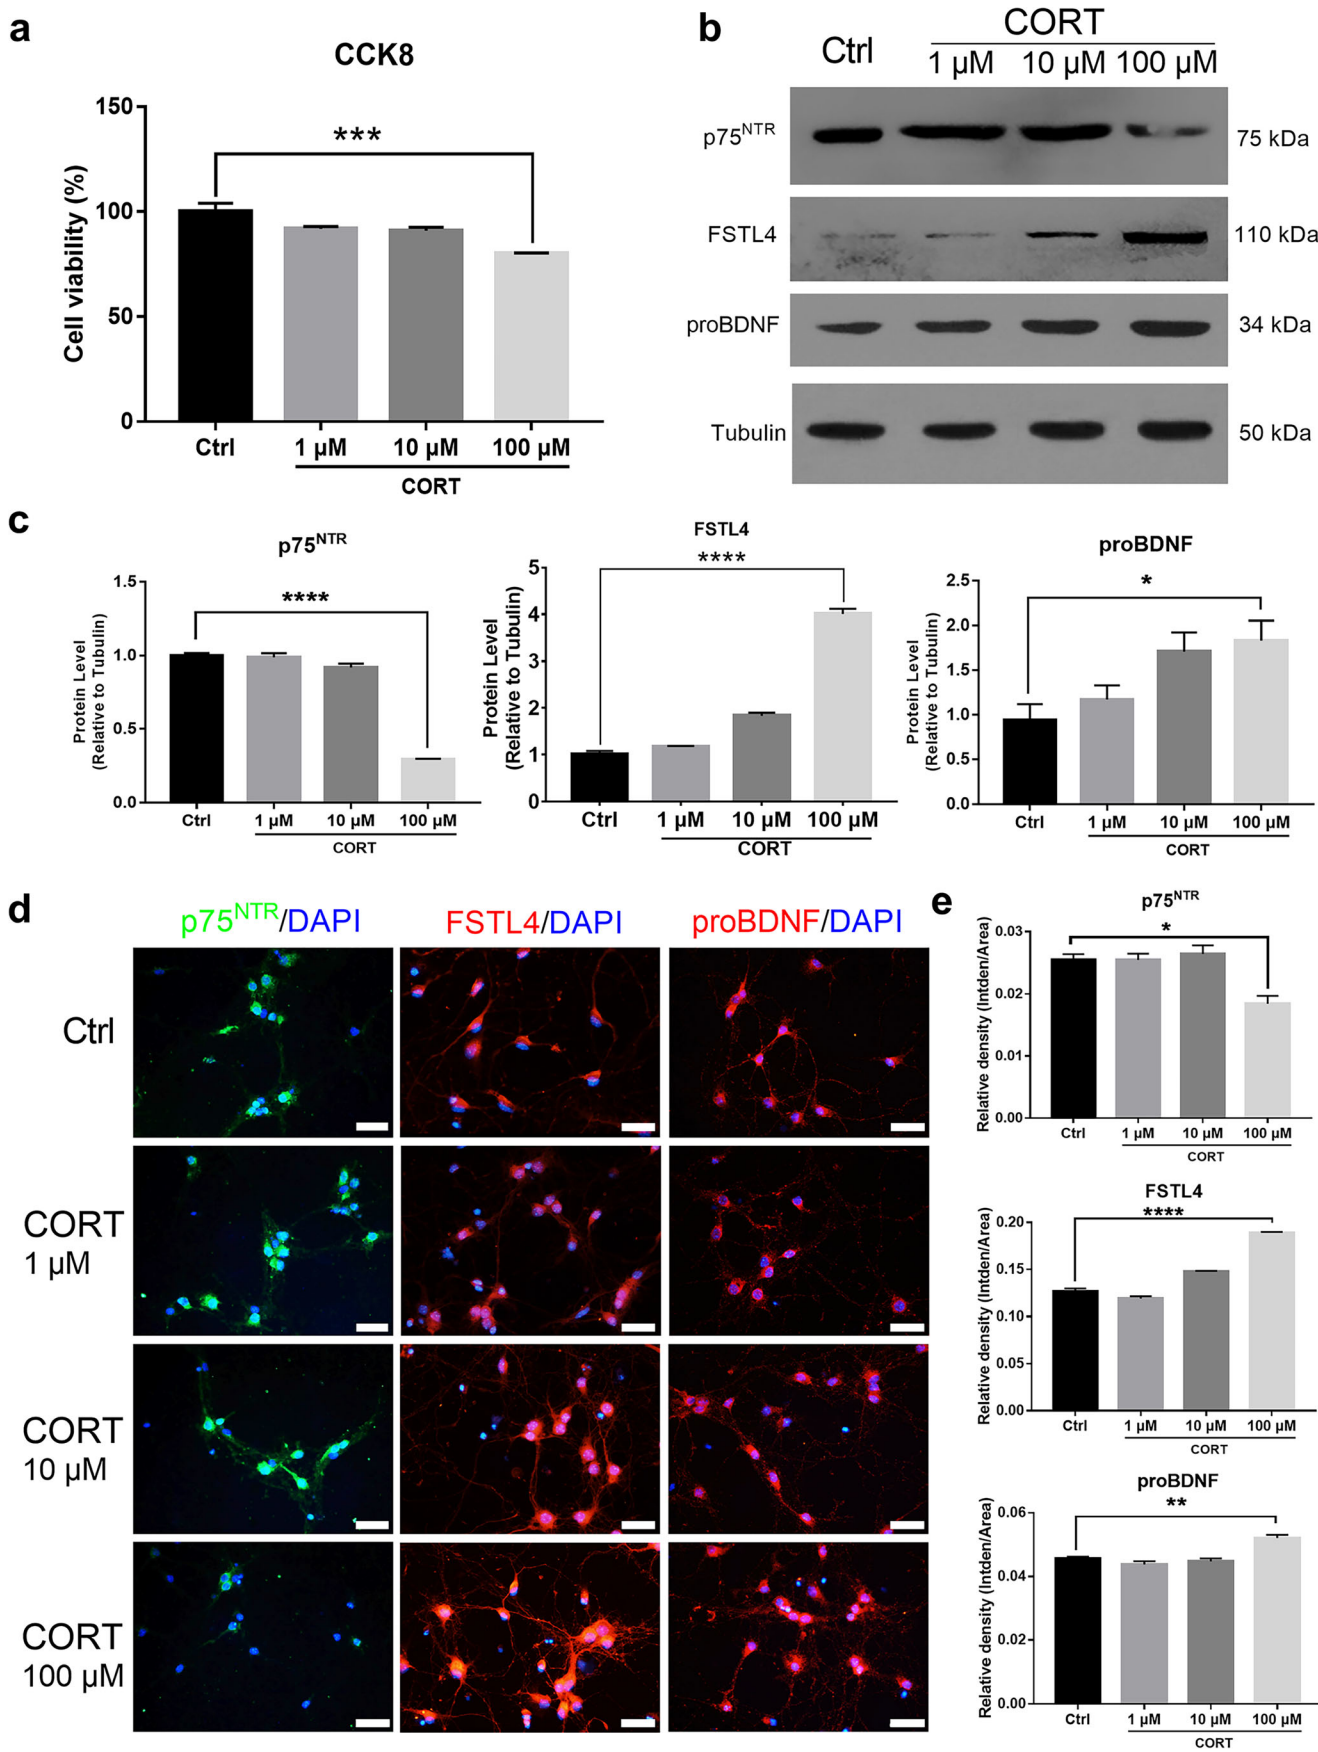 a
CCK8
150
100
50
0
Cell viability (%)
***
Ctrl 1 µM 10 µM 100 µM
CORT
b
CORT
Ctrl 1 µM 10 µM 100 µM
p75NTR 75 kDa
FSTL4 110 kDa
proBDNF 34 kDa
Tubulin 50 kDa
c
p75NTR
****
1.5
1.0
0.5
0.0
Protein Level
(Relative to Tubulin)
Ctrl 1 µM 10 µM 100 µM
CORT
FSTL4
****
5
4
3
2
1
0
Protein Level
(Relative to Tubulin)
Ctrl 1 µM 10 µM 100 µM
CORT
proBDNF
*
2.5
2.0
1.5
1.0
0.5
0.0
Protein Level
(Relative to Tubulin)
Ctrl 1 µM 10 µM 100 µM
CORT
d
p75NTR/DAPI FSTL4/DAPI proBDNF/DAPI
Ctrl
CORT
1 µM
CORT
10 µM
CORT
100 µM
e
p75NTR
*
0.03
0.02
0.01
0.00
Relative density (Intden/Area)
Ctrl 1 µM 10 µM 100 µM
CORT
FSTL4
****
0.20
0.15
0.10
0.05
0.00
Relative density (Intden/Area)
Ctrl 1 µM 10 µM 100 µM
CORT
proBDNF
**
0.06
0.04
0.02
0.00
Relative density (Intden/Area)
Ctrl 1 µM 10 µM 100 µM
CORT